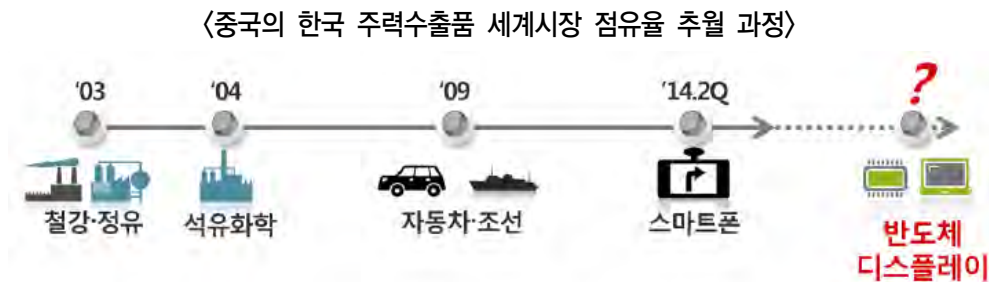 〈중국의 한국 주력수출품 세계시장 점유율 추월 과정〉
'03 '04 '09 '14.2Q ?
철강·정유 석유화학 자동차·조선 스마트폰 반도체
디스플레이